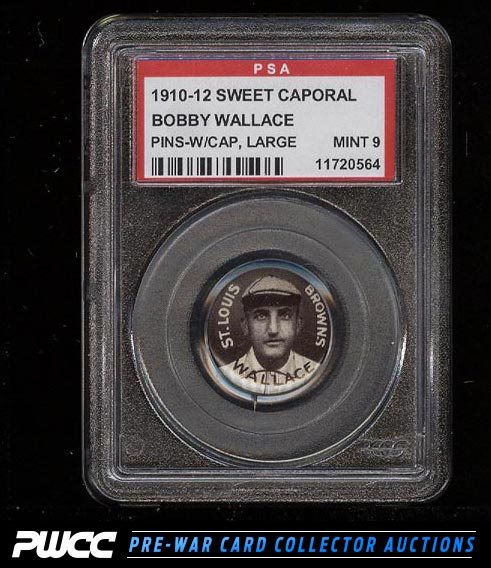 PSA
1910-12 SWEET CAPORAL
BOBBY WALLACE
PINS-W/CAP, LARGE MINT 9
11720564
ST. LOUIS
BROWNS
WALLACE
PWCC PRE-WAR CARD COLLECTOR AUCTIONS